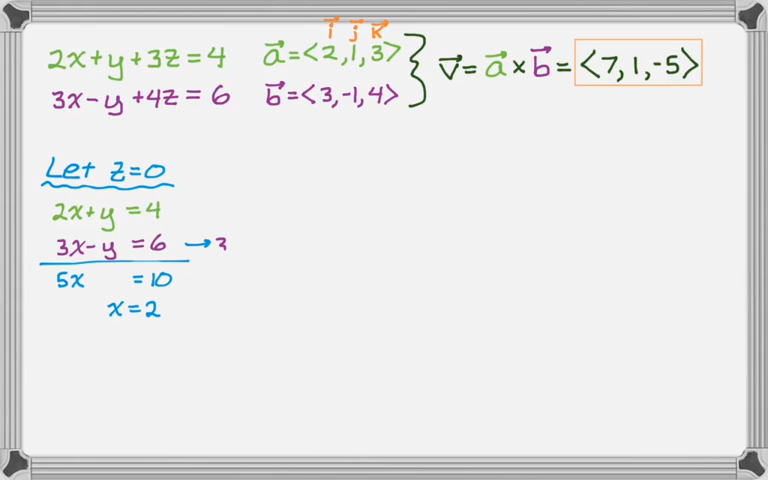 i⃗ j⃗ k⃗
2x+y+3z=4 a⃗=<2,1,3>
3x-y+4z=6 b⃗=<3,-1,4>
v⃗=a⃗×b⃗=<7,1,-5>
Let z=0
2x+y=4
3x-y=6 →3
5x =10
x=2